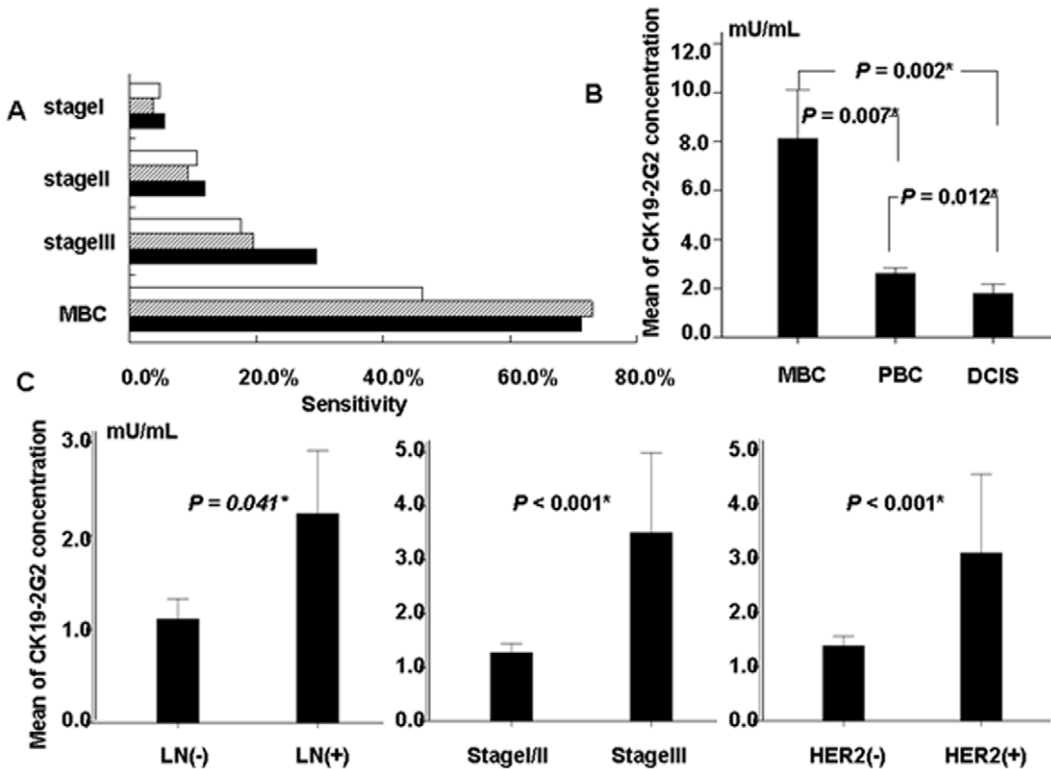 A
stageI
stageII
stageIII
MBC
0.0% 20.0% 40.0% 60.0% 80.0%
Sensitivity
B
mU/mL
Mean of CK19-2G2 concentration
12.0
10.0
8.0
6.0
4.0
2.0
0.0
P = 0.002*
P = 0.007*
P = 0.012*
MBC PBC DCIS
C
mU/mL
Mean of CK19-2G2 concentration
3.0
2.0
1.0
0.0
P = 0.041*
LN(-) LN(+)
5.0
4.0
3.0
2.0
1.0
0.0
P < 0.001*
StageI/II StageIII
5.0
4.0
3.0
2.0
1.0
0.0
P < 0.001*
HER2(-) HER2(+)